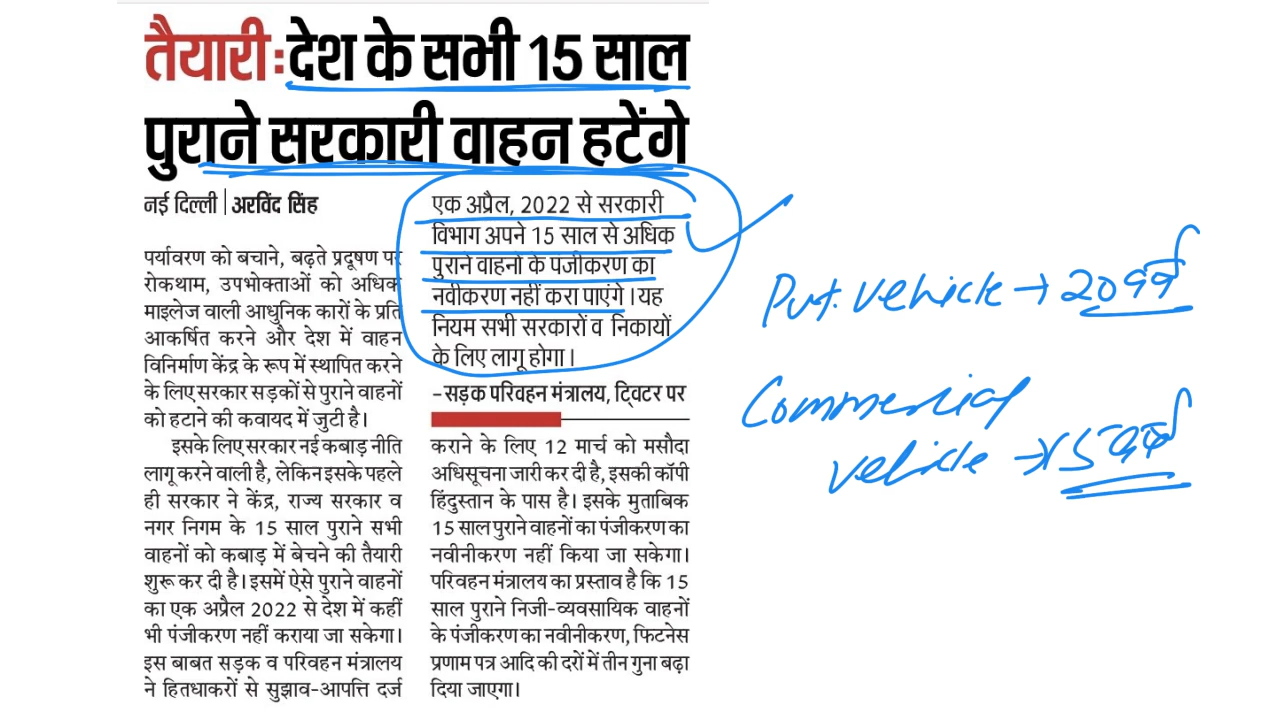 तैयारी: देश के सभी 15 साल
पुराने सरकारी वाहन हटेंगे
नई दिल्ली | अरविंद सिंह
पर्यावरण को बचाने, बढ़ते प्रदूषण पर
रोकथाम, उपभोक्ताओं को अधिक
माइलेज वाली आधुनिक कारों के प्रति
आकर्षित करने और देश में वाहन
विनिर्माण केंद्र के रूप में स्थापित करने
के लिए सरकार सड़कों से पुराने वाहनों
को हटाने की कवायद में जुटी है।
इसके लिए सरकार नई कबाड़ नीति
लागू करने वाली है, लेकिन इसके पहले
ही सरकार ने केंद्र, राज्य सरकार व
नगर निगम के 15 साल पुराने सभी
वाहनों को कबाड़ में बेचने की तैयारी
शुरू कर दी है। इसमें ऐसे पुराने वाहनों
का एक अप्रैल 2022 से देश में कहीं
भी पंजीकरण नहीं कराया जा सकेगा।
इस बाबत सड़क व परिवहन मंत्रालय
ने हितधाकरों से सुझाव-आपत्ति दर्ज
एक अप्रैल, 2022 से सरकारी
विभाग अपने 15 साल से अधिक
पुराने वाहनों के पंजीकरण का
नवीकरण नहीं करा पाएंगे। यह
नियम सभी सरकारों व निकायों
के लिए लागू होगा।
-सड़क परिवहन मंत्रालय, ट्विटर पर
कराने के लिए 12 मार्च को मसौदा
अधिसूचना जारी कर दी है, इसकी कॉपी
हिंदुस्तान के पास है। इसके मुताबिक
15 साल पुराने वाहनों का पंजीकरण का
नवीनीकरण नहीं किया जा सकेगा।
परिवहन मंत्रालय का प्रस्ताव है कि 15
साल पुराने निजी-व्यवसायिक वाहनों
के पंजीकरण का नवीनीकरण, फिटनेस
प्रणाम पत्र आदि की दरों में तीन गुना बढ़ा
दिया जाएगा।
Put. vehicle → 20 वर्ष
Commercial
vehicle → 15 वर्ष